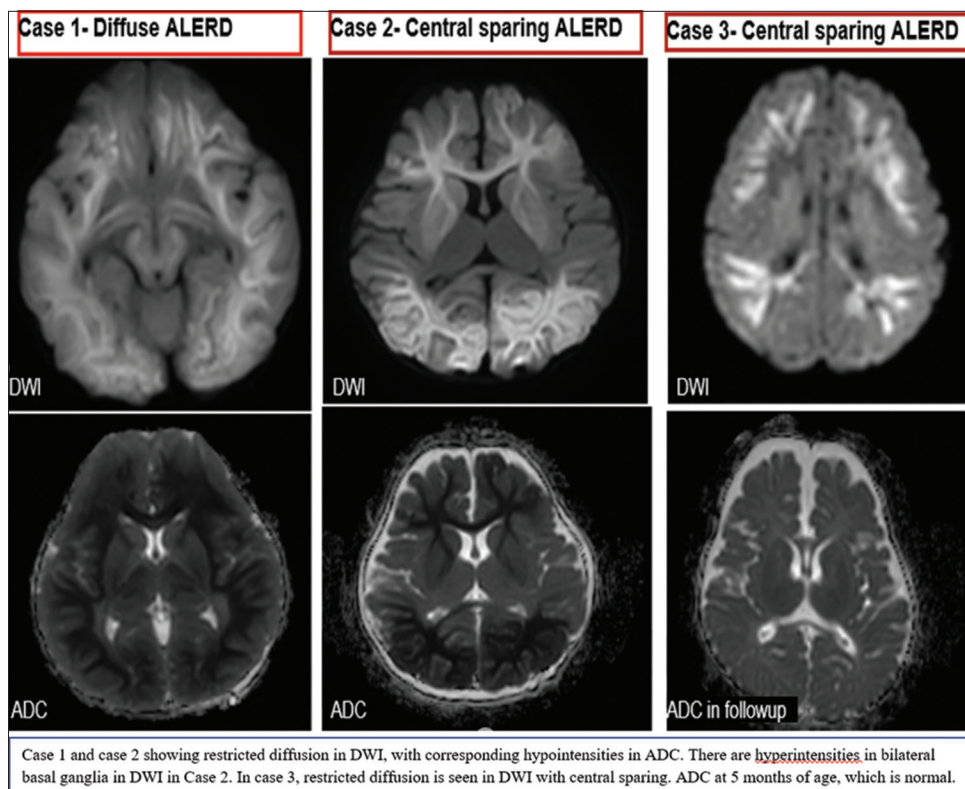 Case 1- Diffuse ALERD
Case 2- Central sparing ALERD
Case 3- Central sparing ALERD
DWI
DWI
DWI
ADC
ADC
ADC in followup
Case 1 and case 2 showing restricted diffusion in DWI, with corresponding hypointensities in ADC. There are hyperintensities in bilateral
basal ganglia in DWI in Case 2. In case 3, restricted diffusion is seen in DWI with central sparing. ADC at 5 months of age, which is normal.